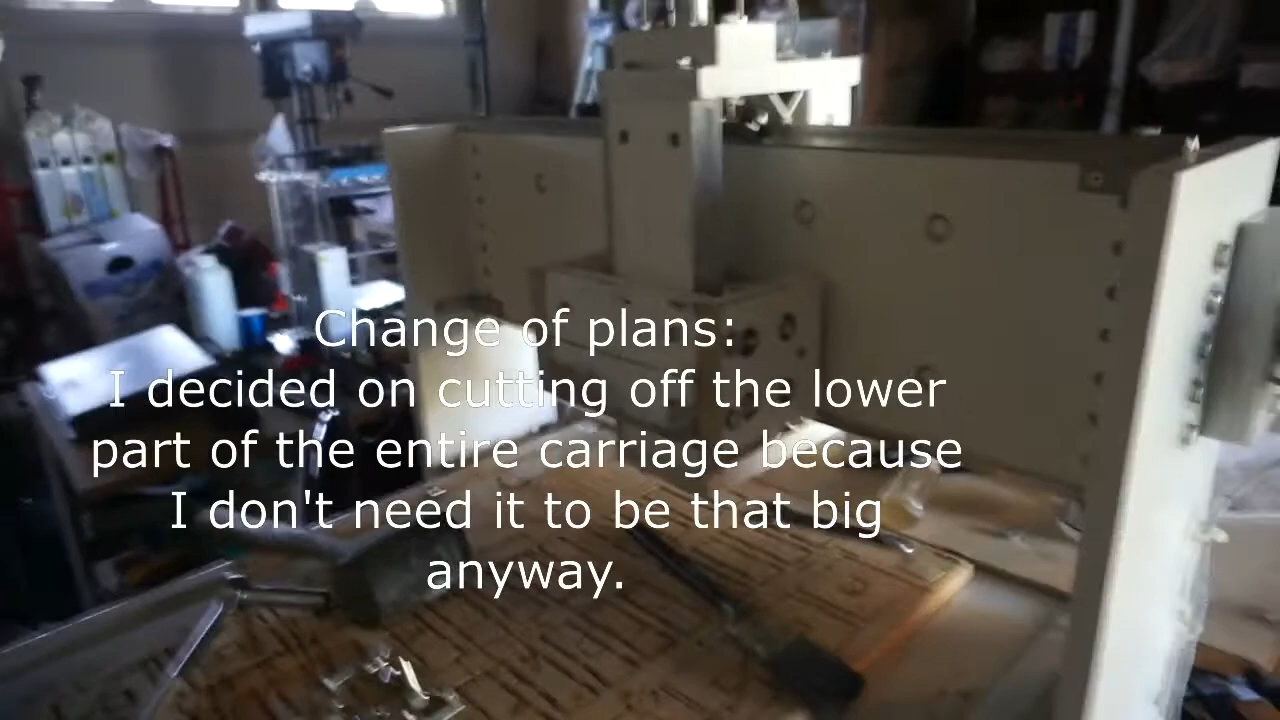 Change of plans:
I decided on cutting off the lower
part of the entire carriage because
I don't need it to be that big
anyway.